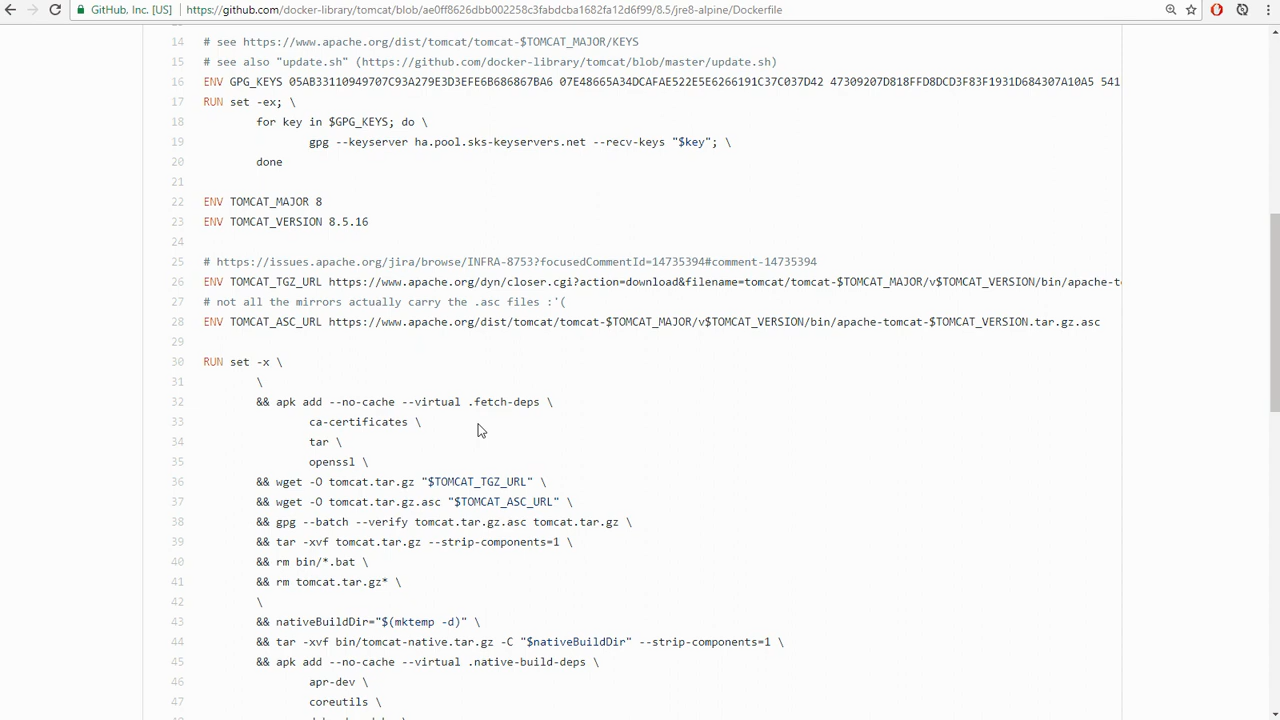 GitHub, Inc. [US] https://github.com/docker-library/tomcat/blob/ae0ff8626dbb002258c3fabdcba1682fa12d6f99/8.5/jre8-alpine/Dockerfile
14 # see https://www.apache.org/dist/tomcat/tomcat-$TOMCAT_MAJOR/KEYS
15 # see also "update.sh" (https://github.com/docker-library/tomcat/blob/master/update.sh)
16 ENV GPG_KEYS 05AB33110949707C93A279E3D3EFE6B686867BA6 07E48665A34DCAFAE522E5E6266191C37C037D42 47309207D818FFD8DCD3F83F1931D684307A10A5 541
17 RUN set -ex; \
18 for key in $GPG_KEYS; do \
19 gpg --keyserver ha.pool.sks-keyservers.net --recv-keys "$key"; \
20 done
21
22 ENV TOMCAT_MAJOR 8
23 ENV TOMCAT_VERSION 8.5.16
24
25 # https://issues.apache.org/jira/browse/INFRA-8753?focusedCommentId=14735394#comment-14735394
26 ENV TOMCAT_TGZ_URL https://www.apache.org/dyn/closer.cgi?action=download&filename=tomcat/tomcat-$TOMCAT_MAJOR/v$TOMCAT_VERSION/bin/apache-t
27 # not all the mirrors actually carry the .asc files :'(
28 ENV TOMCAT_ASC_URL https://www.apache.org/dist/tomcat/tomcat-$TOMCAT_MAJOR/v$TOMCAT_VERSION/bin/apache-tomcat-$TOMCAT_VERSION.tar.gz.asc
29
30 RUN set -x \
31 \
32 && apk add --no-cache --virtual .fetch-deps \
33 ca-certificates \
34 tar \
35 openssl \
36 && wget -O tomcat.tar.gz "$TOMCAT_TGZ_URL" \
37 && wget -O tomcat.tar.gz.asc "$TOMCAT_ASC_URL" \
38 && gpg --batch --verify tomcat.tar.gz.asc tomcat.tar.gz \
39 && tar -xvf tomcat.tar.gz --strip-components=1 \
40 && rm bin/*.bat \
41 && rm tomcat.tar.gz* \
42 \
43 && nativeBuildDir="$(mktemp -d)" \
44 && tar -xvf bin/tomcat-native.tar.gz -C "$nativeBuildDir" --strip-components=1 \
45 && apk add --no-cache --virtual .native-build-deps \
46 apr-dev \
47 coreutils \